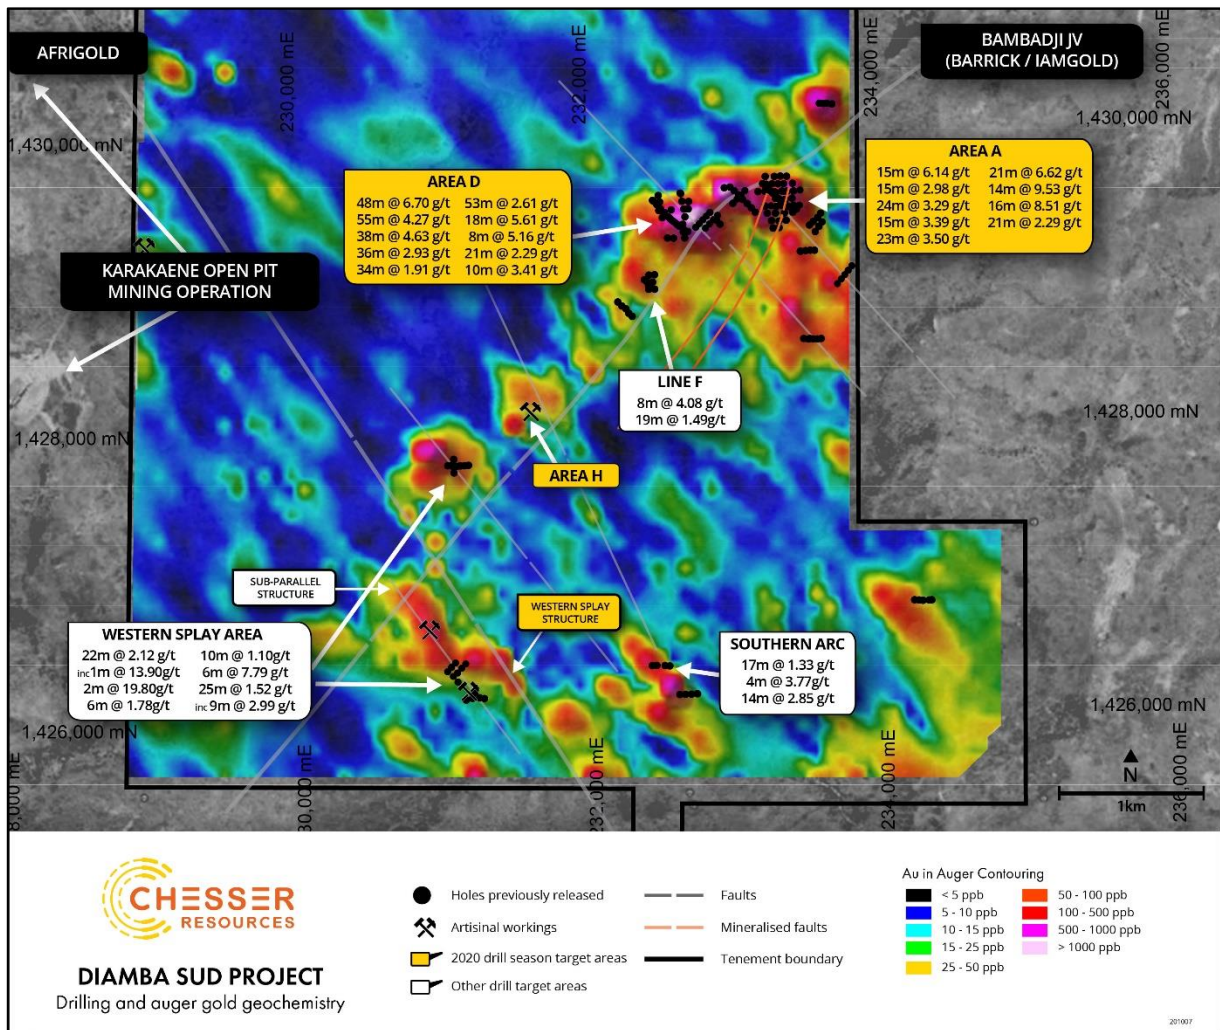 AFRIGOLD
230,000 mE
232,000 mE
234,000 mE
BAMBADJI JV
(BARRICK / IAMGOLD)
236,000 mE
1,430,000 mN
1,430,000 mN
AREA D
48m @ 6.70 g/t 53m @ 2.61 g/t
55m @ 4.27 g/t 18m @ 5.61 g/t
38m @ 4.63 g/t 8m @ 5.16 g/t
36m @ 2.93 g/t 21m @ 2.29 g/t
34m @ 1.91 g/t 10m @ 3.41 g/t
AREA A
15m @ 6.14 g/t 21m @ 6.62 g/t
15m @ 2.98 g/t 14m @ 9.53 g/t
24m @ 3.29 g/t 16m @ 8.51 g/t
15m @ 3.39 g/t 21m @ 2.29 g/t
23m @ 3.50 g/t
KARAKAENE OPEN PIT
MINING OPERATION
LINE F
8m @ 4.08 g/t
19m @ 1.49g/t
1,428,000 mN
1,428,000 mN
AREA H
SUB-PARALLEL
STRUCTURE
WESTERN SPLAY
STRUCTURE
WESTERN SPLAY AREA
22m @ 2.12 g/t 10m @ 1.10g/t
inc1m @ 13.90g/t 6m @ 7.79 g/t
2m @ 19.80g/t 25m @ 1.52 g/t
6m @ 1.78g/t inc 9m @ 2.99 g/t
SOUTHERN ARC
17m @ 1.33 g/t
4m @ 3.77g/t
14m @ 2.85 g/t
1,426,000 mN
1,426,000 mN
8,000 mE
230,000 mE
232,000 mE
234,000 mE
236,000 mE
N
1km
CHESSER
RESOURCES
DIAMBA SUD PROJECT
Drilling and auger gold geochemistry
Holes previously released
Artisinal workings
2020 drill season target areas
Other drill target areas
Faults
Mineralised faults
Tenement boundary
Au in Auger Contouring
< 5 ppb
5 - 10 ppb
10 - 15 ppb
15 - 25 ppb
25 - 50 ppb
50 - 100 ppb
100 - 500 ppb
500 - 1000 ppb
> 1000 ppb
201007